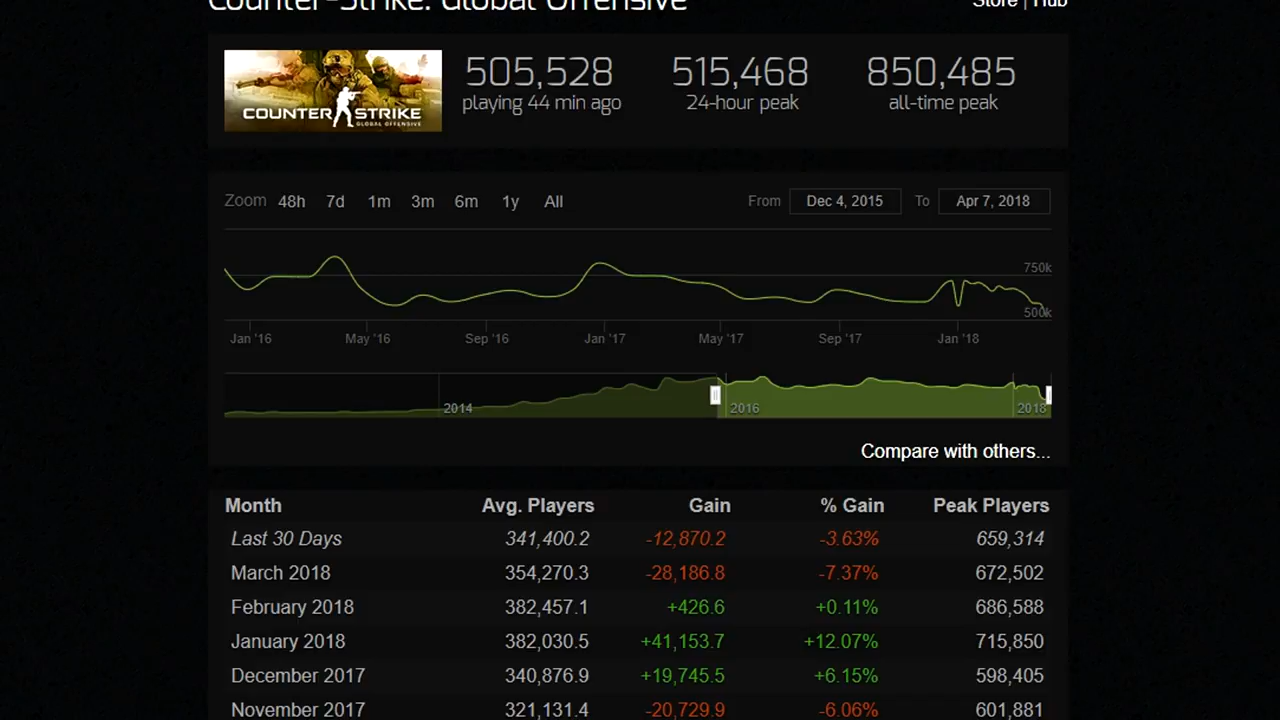 Counter-Strike: Global Offensive
Store | Hub
COUNTER STRIKE
GLOBAL OFFENSIVE
505,528 515,468 850,485
playing 44 min ago 24-hour peak all-time peak
Zoom 48h 7d 1m 3m 6m 1y All From Dec 4, 2015 To Apr 7, 2018
750k
500k
Jan '16 May '16 Sep '16 Jan '17 May '17 Sep '17 Jan '18
2014 2016 2018
Compare with others...
Month Avg. Players Gain % Gain Peak Players
Last 30 Days 341,400.2 -12,870.2 -3.63% 659,314
March 2018 354,270.3 -28,186.8 -7.37% 672,502
February 2018 382,457.1 +426.6 +0.11% 686,588
January 2018 382,030.5 +41,153.7 +12.07% 715,850
December 2017 340,876.9 +19,745.5 +6.15% 598,405
November 2017 321,131.4 -20,729.9 -6.06% 601,881